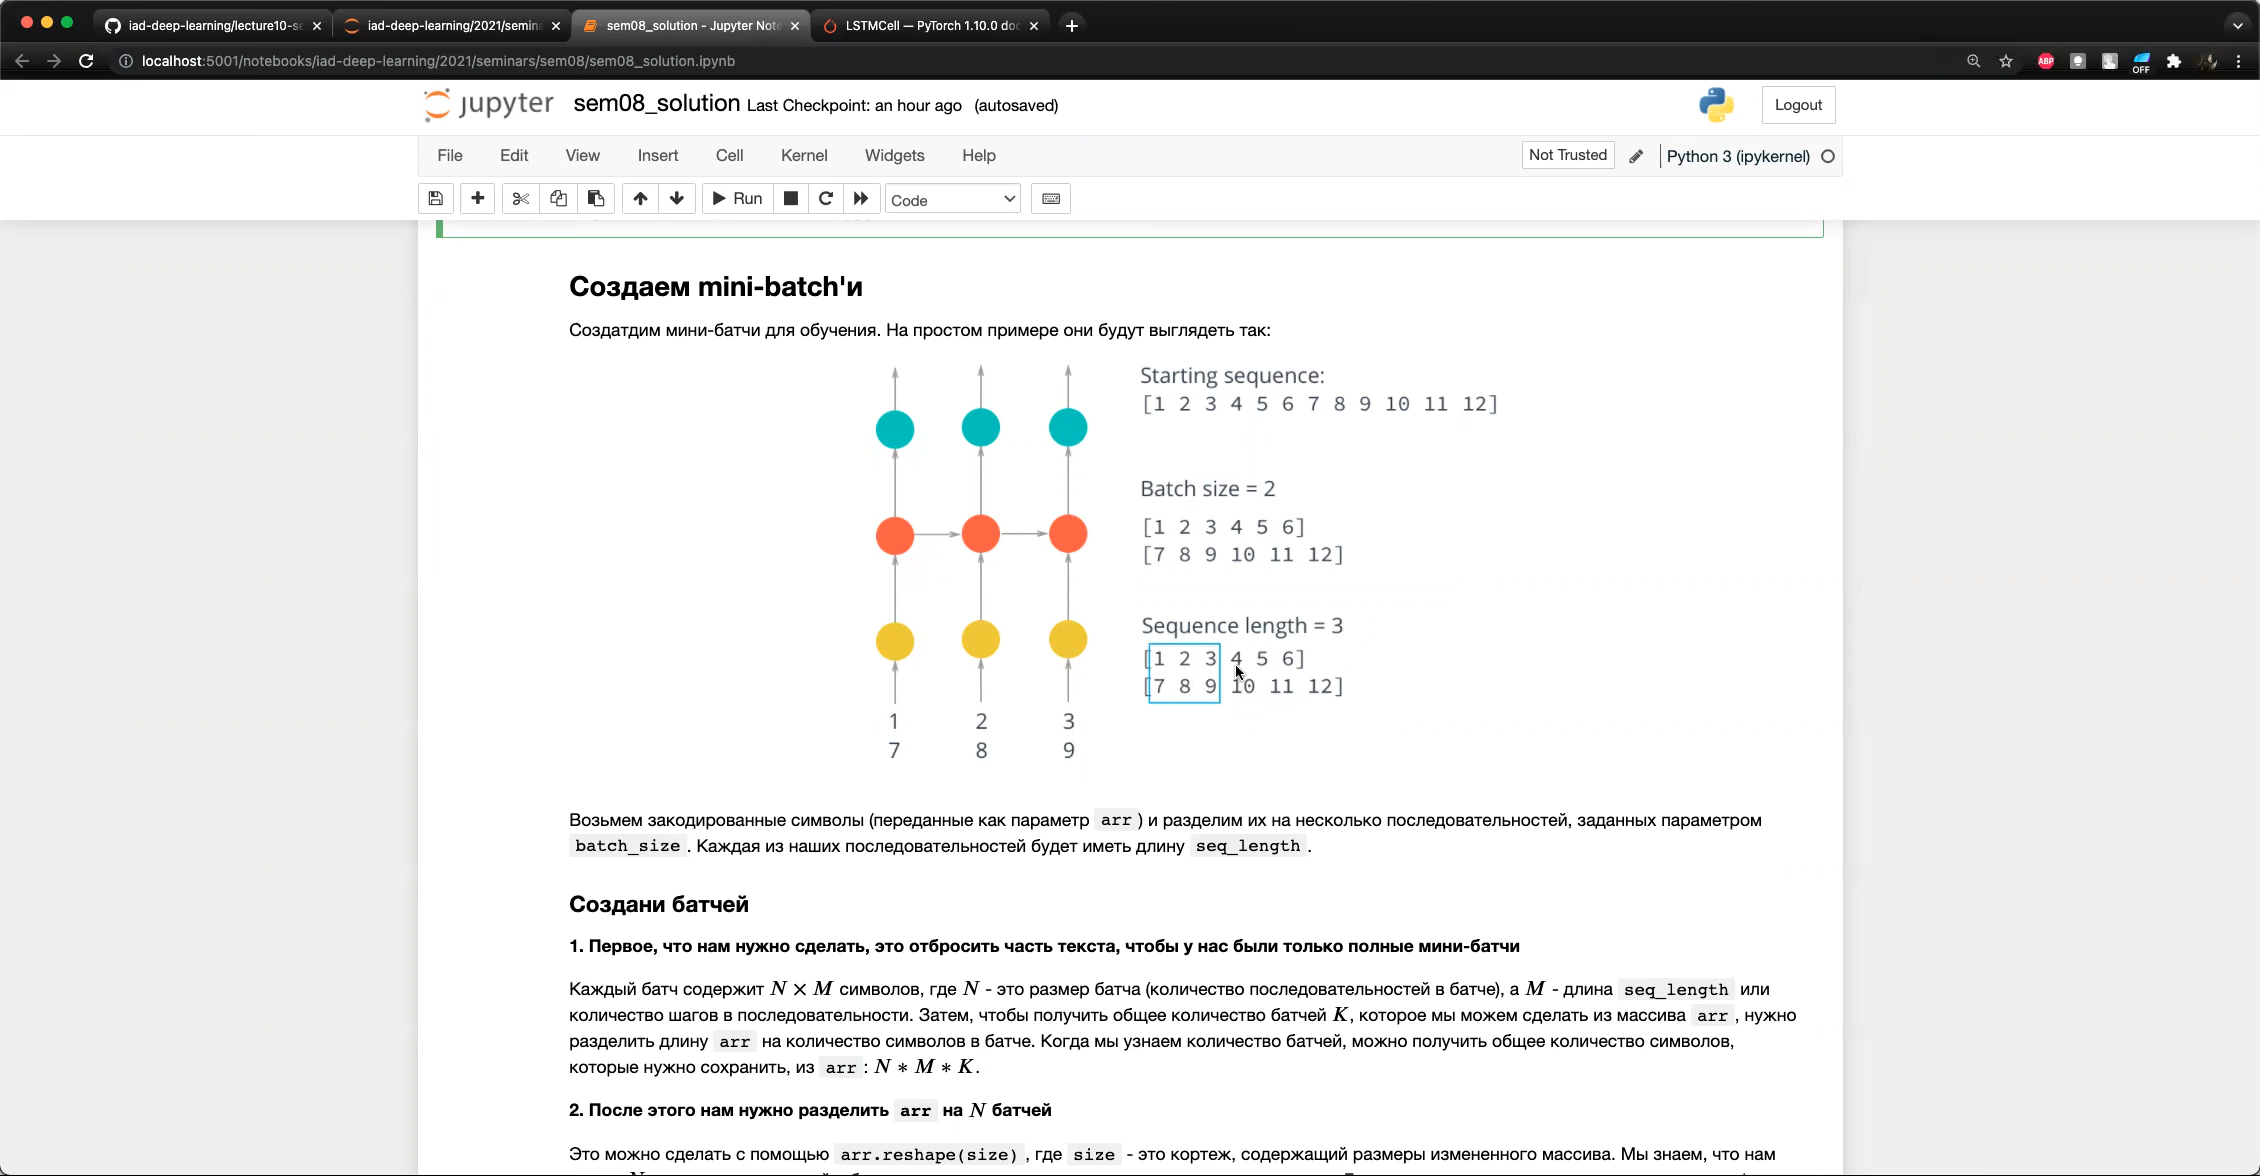 iad-deep-learning/lecture10-se
iad-deep-learning/2021/semina
sem08_solution - Jupyter Note
LSTMCell — PyTorch 1.10.0 doc
localhost:5001/notebooks/iad-deep-learning/2021/seminars/sem08/sem08_solution.ipynb
ABP
OFF
jupyter sem08_solution Last Checkpoint: an hour ago (autosaved)
Logout
File Edit View Insert Cell Kernel Widgets Help
Not Trusted
Python 3 (ipykernel)
Run
Code
Создаем mini-batch'и
Создатдим мини-батчи для обучения. На простом примере они будут выглядеть так:
Starting sequence:
[1 2 3 4 5 6 7 8 9 10 11 12]
Batch size = 2
[1 2 3 4 5 6]
[7 8 9 10 11 12]
Sequence length = 3
[1 2 3 4 5 6]
[7 8 9 10 11 12]
1 2 3
7 8 9
Возьмем закодированные символы (переданные как параметр arr ) и разделим их на несколько последовательностей, заданных параметром
batch_size . Каждая из наших последовательностей будет иметь длину seq_length .
Создани батчей
1. Первое, что нам нужно сделать, это отбросить часть текста, чтобы у нас были только полные мини-батчи
Каждый батч содержит N × M символов, где N - это размер батча (количество последовательностей в батче), а M - длина seq_length или
количество шагов в последовательности. Затем, чтобы получить общее количество батчей K, которое мы можем сделать из массива arr , нужно
разделить длину arr на количество символов в батче. Когда мы узнаем количество батчей, можно получить общее количество символов,
которые нужно сохранить, из arr : N * M * K.
2. После этого нам нужно разделить arr на N батчей
Это можно сделать с помощью arr.reshape(size) , где size - это кортеж, содержащий размеры измененного массива. Мы знаем, что нам